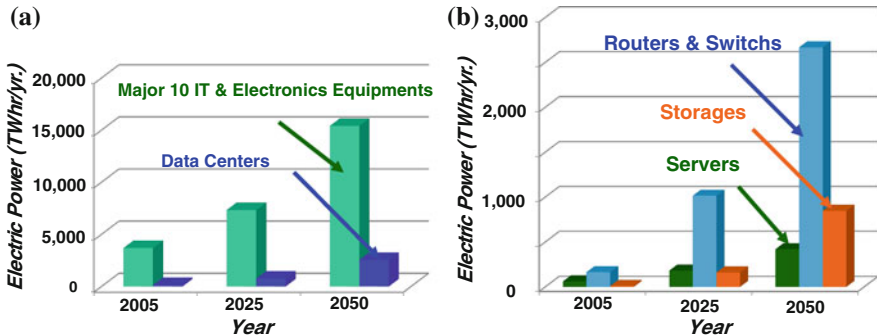 (a)
Electric Power (TWhr/yr.)
20,000
15,000
10,000
5,000
0
Major 10 IT & Electronics Equipments
Data Centers
2005
2025
2050
Year
(b)
Electric Power (TWhr/yr.)
3,000
2,000
1,000
0
Routers & Switchs
Storages
Servers
2005
2025
2050
Year